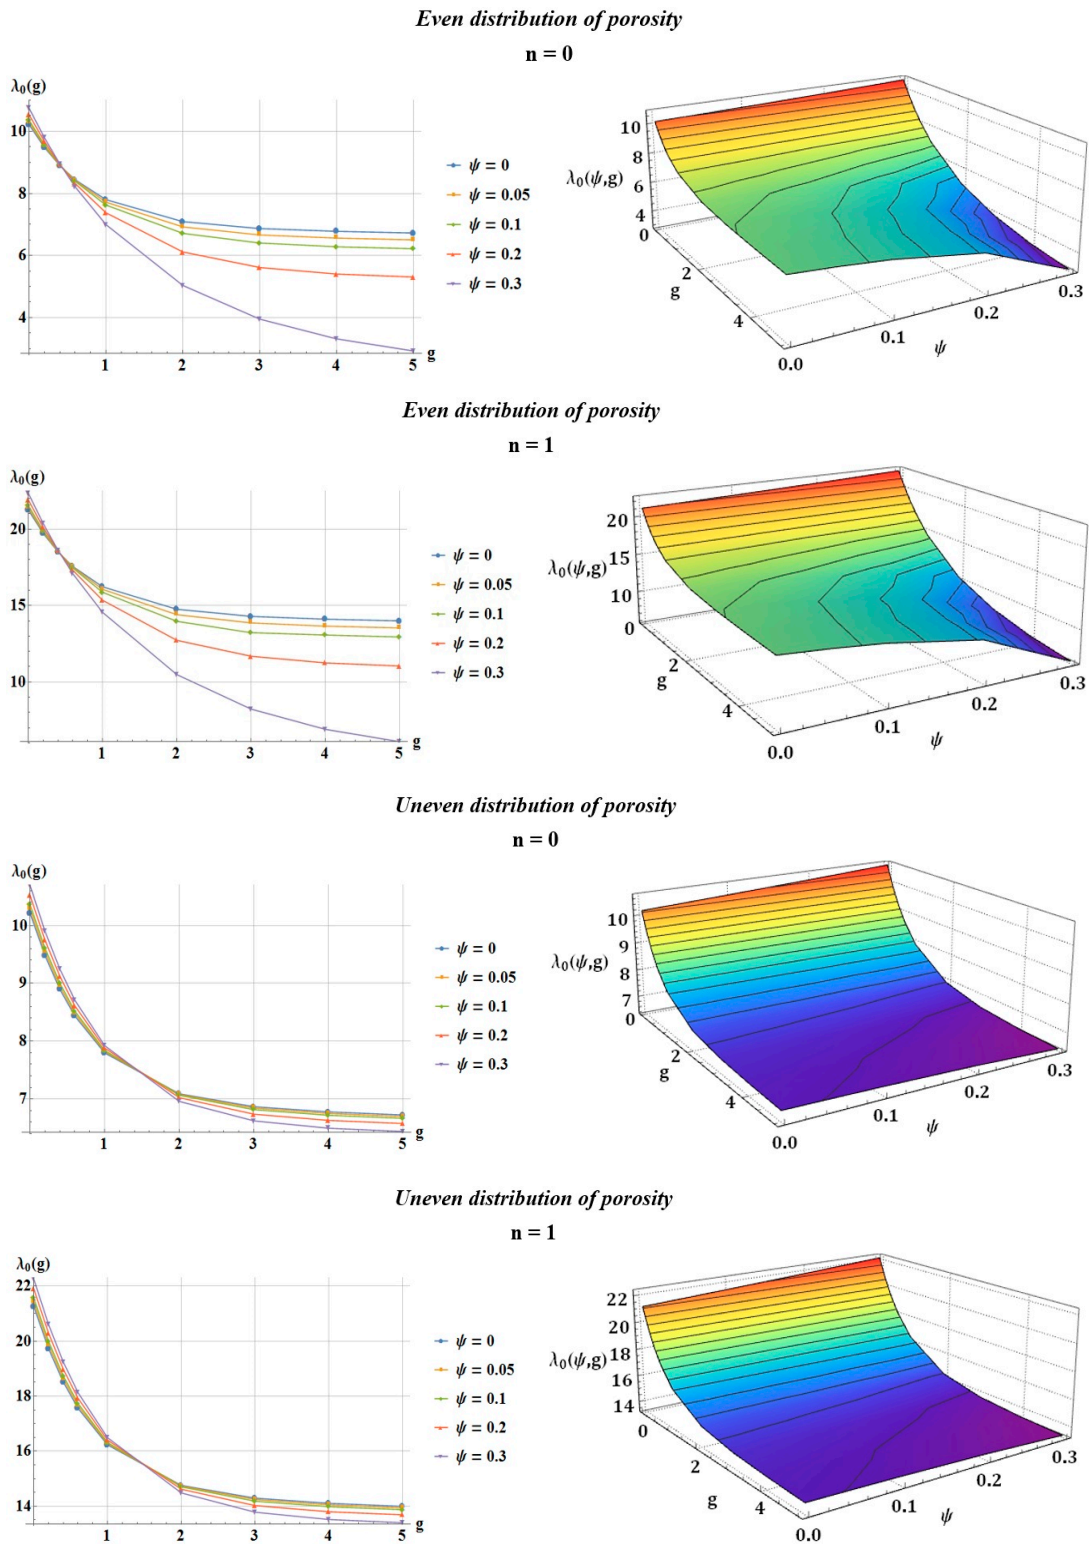 Even distribution of porosity
n = 0
λ₀(g)
10
8
6
4
1 2 3 4 5 g
ψ = 0
ψ = 0.05
ψ = 0.1
ψ = 0.2
ψ = 0.3
10
8
λ₀(ψ,g)
6
4
0
2
g
4
0.0
0.1
0.2
0.3
ψ
Even distribution of porosity
n = 1
λ₀(g)
20
15
10
1 2 3 4 5 g
ψ = 0
ψ = 0.05
ψ = 0.1
ψ = 0.2
ψ = 0.3
20
15
λ₀(ψ,g)
10
0
2
g
4
0.0
0.1
0.2
0.3
ψ
Uneven distribution of porosity
n = 0
λ₀(g)
10
9
8
7
1 2 3 4 5 g
ψ = 0
ψ = 0.05
ψ = 0.1
ψ = 0.2
ψ = 0.3
10
9
λ₀(ψ,g)
8
7
0
2
g
4
0.0
0.1
0.2
0.3
ψ
Uneven distribution of porosity
n = 1
λ₀(g)
22
20
18
16
14
1 2 3 4 5 g
ψ = 0
ψ = 0.05
ψ = 0.1
ψ = 0.2
ψ = 0.3
22
20
18
λ₀(ψ,g)
16
14
0
2
g
4
0.0
0.1
0.2
0.3
ψ